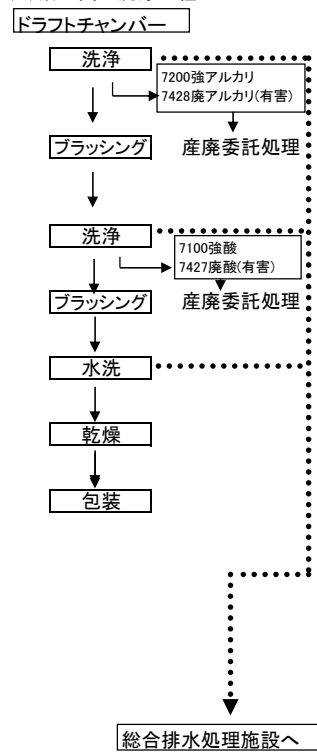 ドラフトチャンバー
洗浄
7200強アルカリ
7428廃アルカリ(有害)
ブラッシング
産廃委託処理
洗浄
7100強酸
7427廃酸(有害)
ブラッシング
産廃委託処理
水洗
乾燥
包装
総合排水処理施設へ